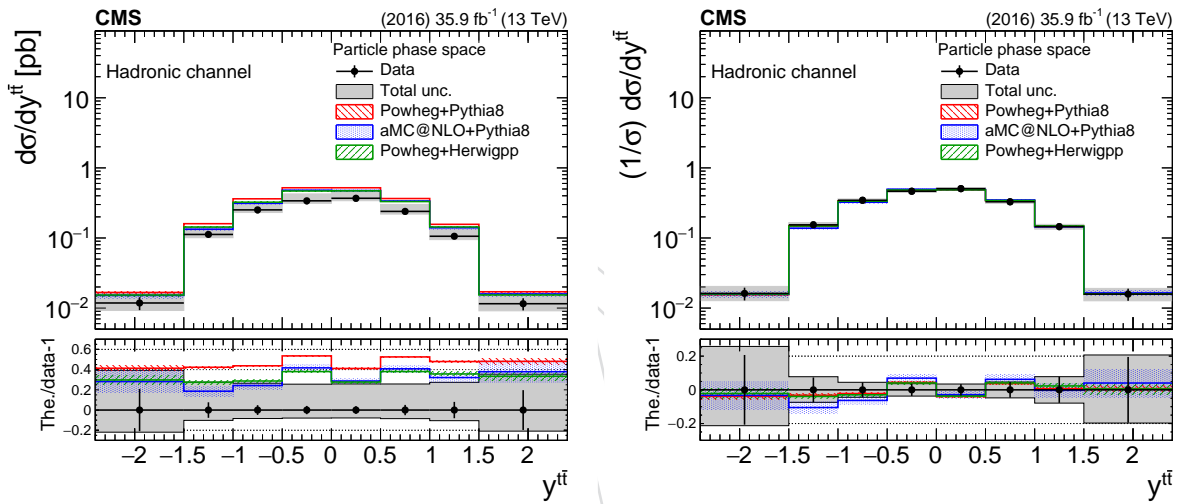 CMS (2016) 35.9 fb⁻¹ (13 TeV)
dσ/dy^{tt̄} [pb]
Hadronic channel
Particle phase space
Data
Total unc.
Powheg+Pythia8
aMC@NLO+Pythia8
Powheg+Herwigpp
10
1
10⁻¹
10⁻²
The./data-1
0.6
0.4
0.2
0
−0.2
−2 −1.5 −1 −0.5 0 0.5 1 1.5 2
y^{tt̄}
CMS (2016) 35.9 fb⁻¹ (13 TeV)
(1/σ) dσ/dy^{tt̄}
Hadronic channel
Particle phase space
Data
Total unc.
Powheg+Pythia8
aMC@NLO+Pythia8
Powheg+Herwigpp
10
1
10⁻¹
10⁻²
The./data-1
0.2
0
−0.2
−2 −1.5 −1 −0.5 0 0.5 1 1.5 2
y^{tt̄}